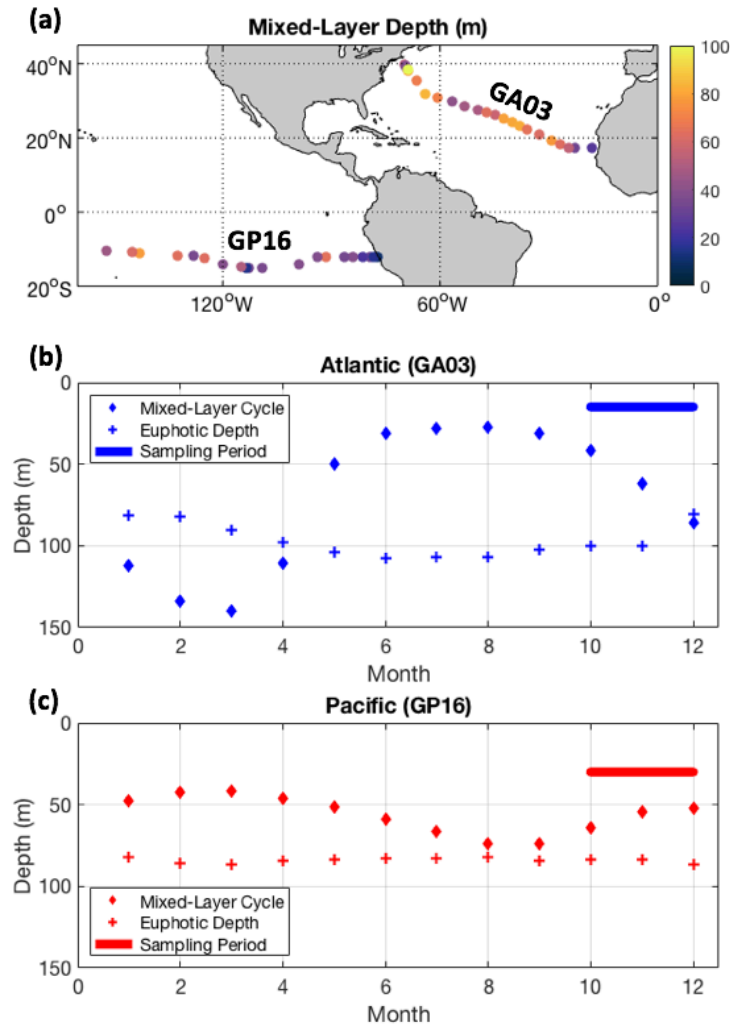 (a)
Mixed-Layer Depth (m)
40°N
20°N
0°
20°S
120°W
60°W
0°
GA03
GP16
100
80
60
40
20
0
(b)
Atlantic (GA03)
Mixed-Layer Cycle
Euphotic Depth
Sampling Period
Depth (m)
0
50
100
150
0 2 4 6 8 10 12
Month
(c)
Pacific (GP16)
Depth (m)
0
50
100
150
Mixed-Layer Cycle
Euphotic Depth
Sampling Period
0 2 4 6 8 10 12
Month